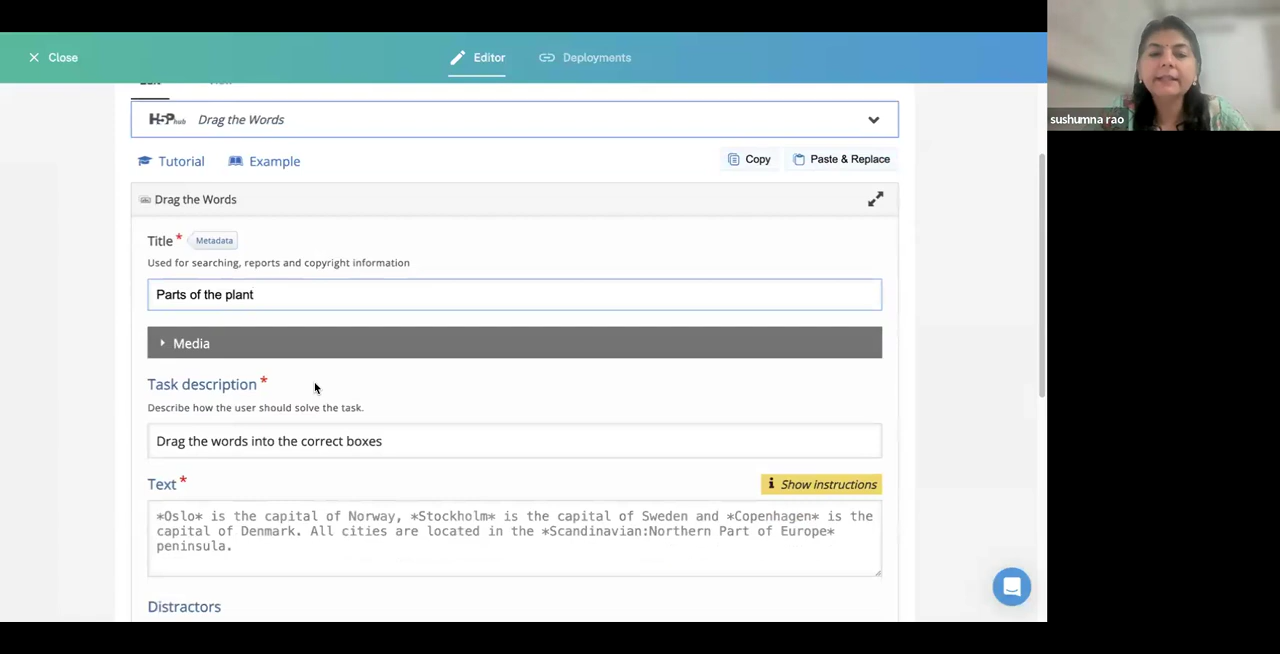 Close
Editor
Deployments
H5P hub Drag the Words
Tutorial Example Copy Paste & Replace
Drag the Words
Title * Metadata
Used for searching, reports and copyright information
Parts of the plant
Media
Task description *
Describe how the user should solve the task.
Drag the words into the correct boxes
Text * Show instructions
*Oslo* is the capital of Norway, *Stockholm* is the capital of Sweden and *Copenhagen* is the
capital of Denmark. All cities are located in the *Scandinavian:Northern Part of Europe*
peninsula.
Distractors
sushumna rao